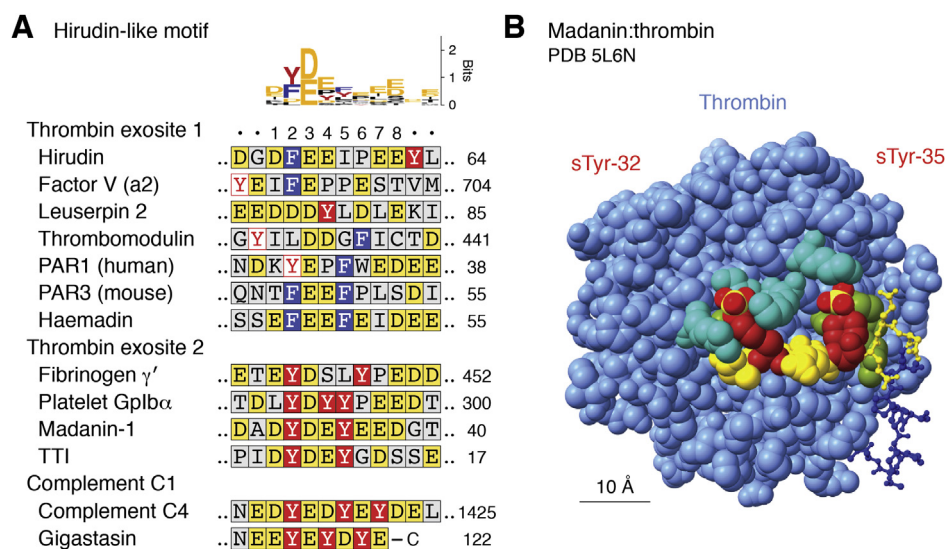 A Hirudin-like motif
2
1
0
Bits
Thrombin exosite 1 • • 1 2 3 4 5 6 7 8 • •
Hirudin ..DGDFEEIPEEYL.. 64
Factor V (a2) ..YEIFEPPESTVM.. 704
Leuserpin 2 ..EEDDDYLDLEKI.. 85
Thrombomodulin ..GYILDDGFICTD.. 441
PAR1 (human) ..NDKYEPFWEDEE.. 38
PAR3 (mouse) ..QNTFEEFPLSDI.. 55
Haemadin ..SSEFEEFEIDEE.. 55
Thrombin exosite 2
Fibrinogen γ′ ..ETEYDSLYPEDD.. 452
Platelet GpIbα ..TDLYDYYPEEDT.. 300
Madanin-1 ..DADYDEYEEDGT.. 40
TTI ..PIDYDEYGDSSE.. 17
Complement C1
Complement C4 ..NEDYEDYEYDEL.. 1425
Gigastasin ..NEEYEYDYE–C 122
B Madanin:thrombin
PDB 5L6N
Thrombin
sTyr-32
sTyr-35
10 Å